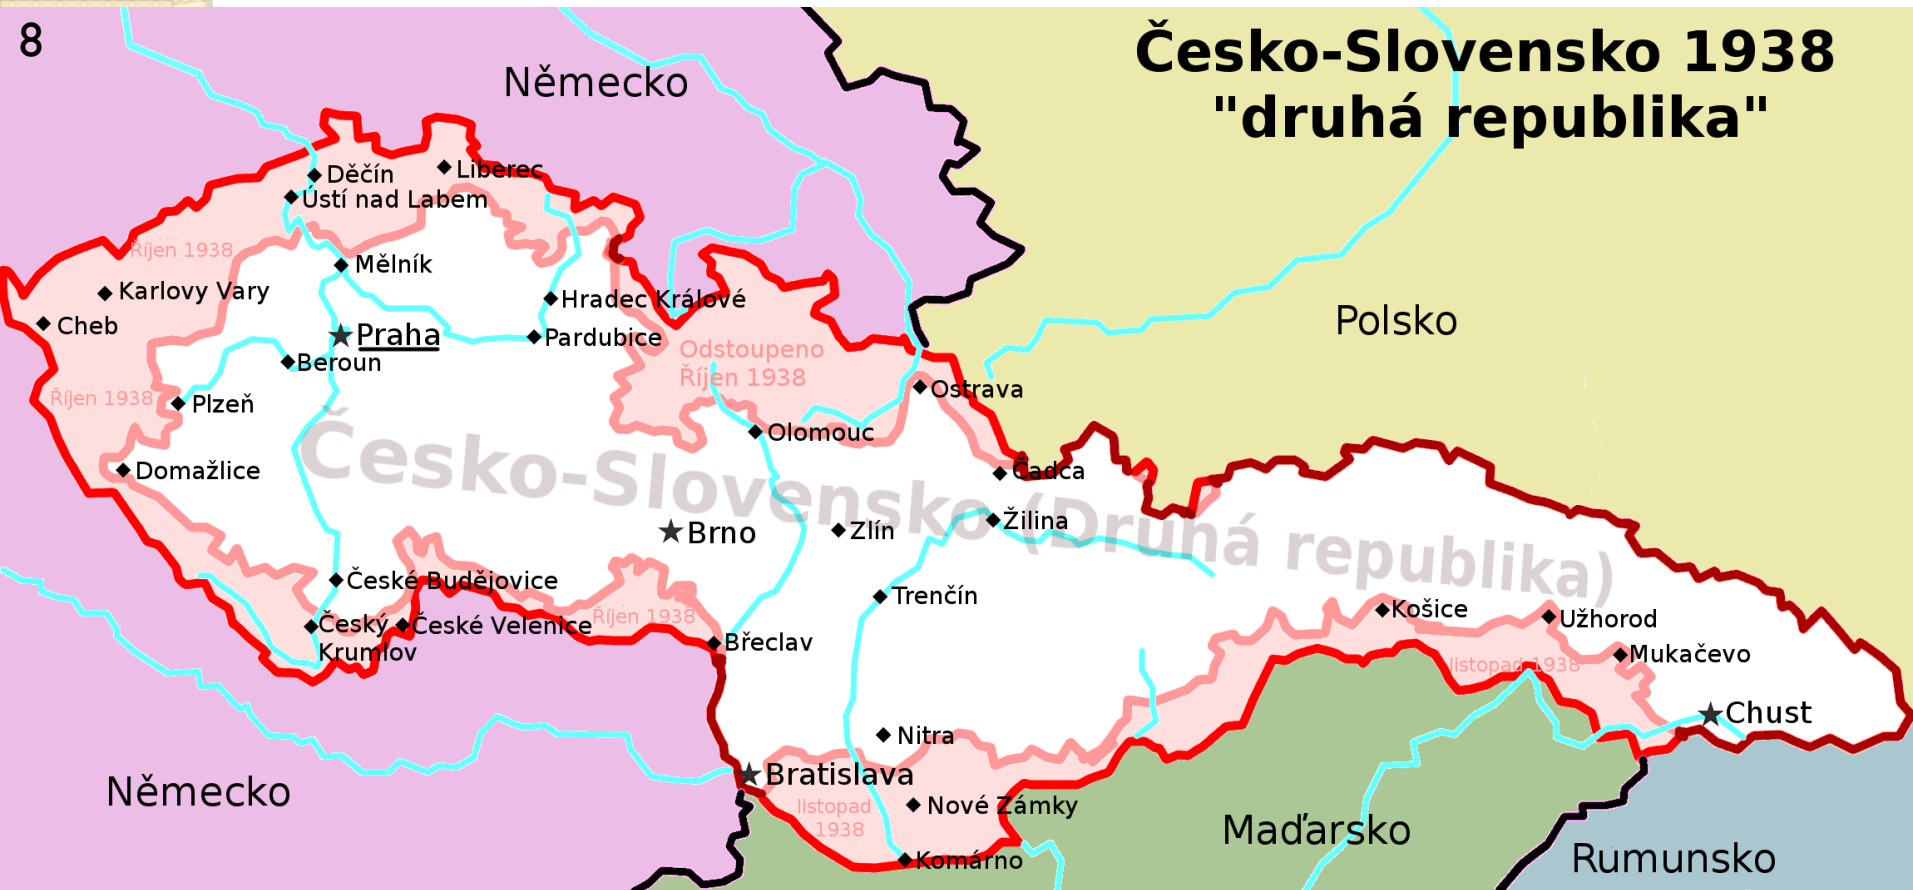 8
Česko-Slovensko 1938
"druhá republika"
Německo
Děčín
Liberec
Ústí nad Labem
Říjen 1938
Mělník
Karlovy Vary
Hradec Králové
Cheb
Polsko
Praha
Pardubice
Beroun
Odstoupeno
Říjen 1938
Ostrava
Říjen 1938
Plzeň
Olomouc
Domažlice
Čadca
Česko-Slovensko (Druhá republika)
Brno
Zlín
Žilina
České Budějovice
Trenčín
Košice
Říjen 1938
Užhorod
Český
Krumlov
České Velenice
Břeclav
Mukačevo
listopad 1938
Chust
Nitra
Bratislava
Německo
listopad
1938
Nové Zámky
Maďarsko
Komárno
Rumunsko